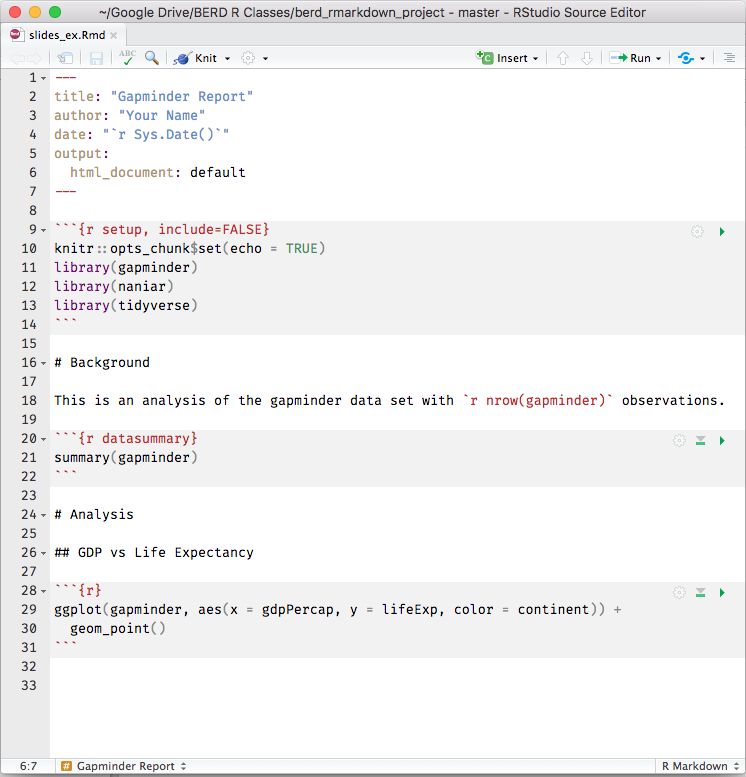 ~/Google Drive/BERD R Classes/berd_rmarkdown_project - master - RStudio Source Editor
slides_ex.Rmd
ABC Knit Insert Run
1 ---
2 title: "Gapminder Report"
3 author: "Your Name"
4 date: "`r Sys.Date()`"
5 output:
6   html_document: default
7 ---
8
9 ```{r setup, include=FALSE}
10 knitr::opts_chunk$set(echo = TRUE)
11 library(gapminder)
12 library(naniar)
13 library(tidyverse)
14 ```
15
16 # Background
17
18 This is an analysis of the gapminder data set with `r nrow(gapminder)` observations.
19
20 ```{r datasummary}
21 summary(gapminder)
22 ```
23
24 # Analysis
25
26 ## GDP vs Life Expectancy
27
28 ```{r}
29 ggplot(gapminder, aes(x = gdpPercap, y = lifeExp, color = continent)) +
30   geom_point()
31 ```
32
33
6:7 # Gapminder Report R Markdown